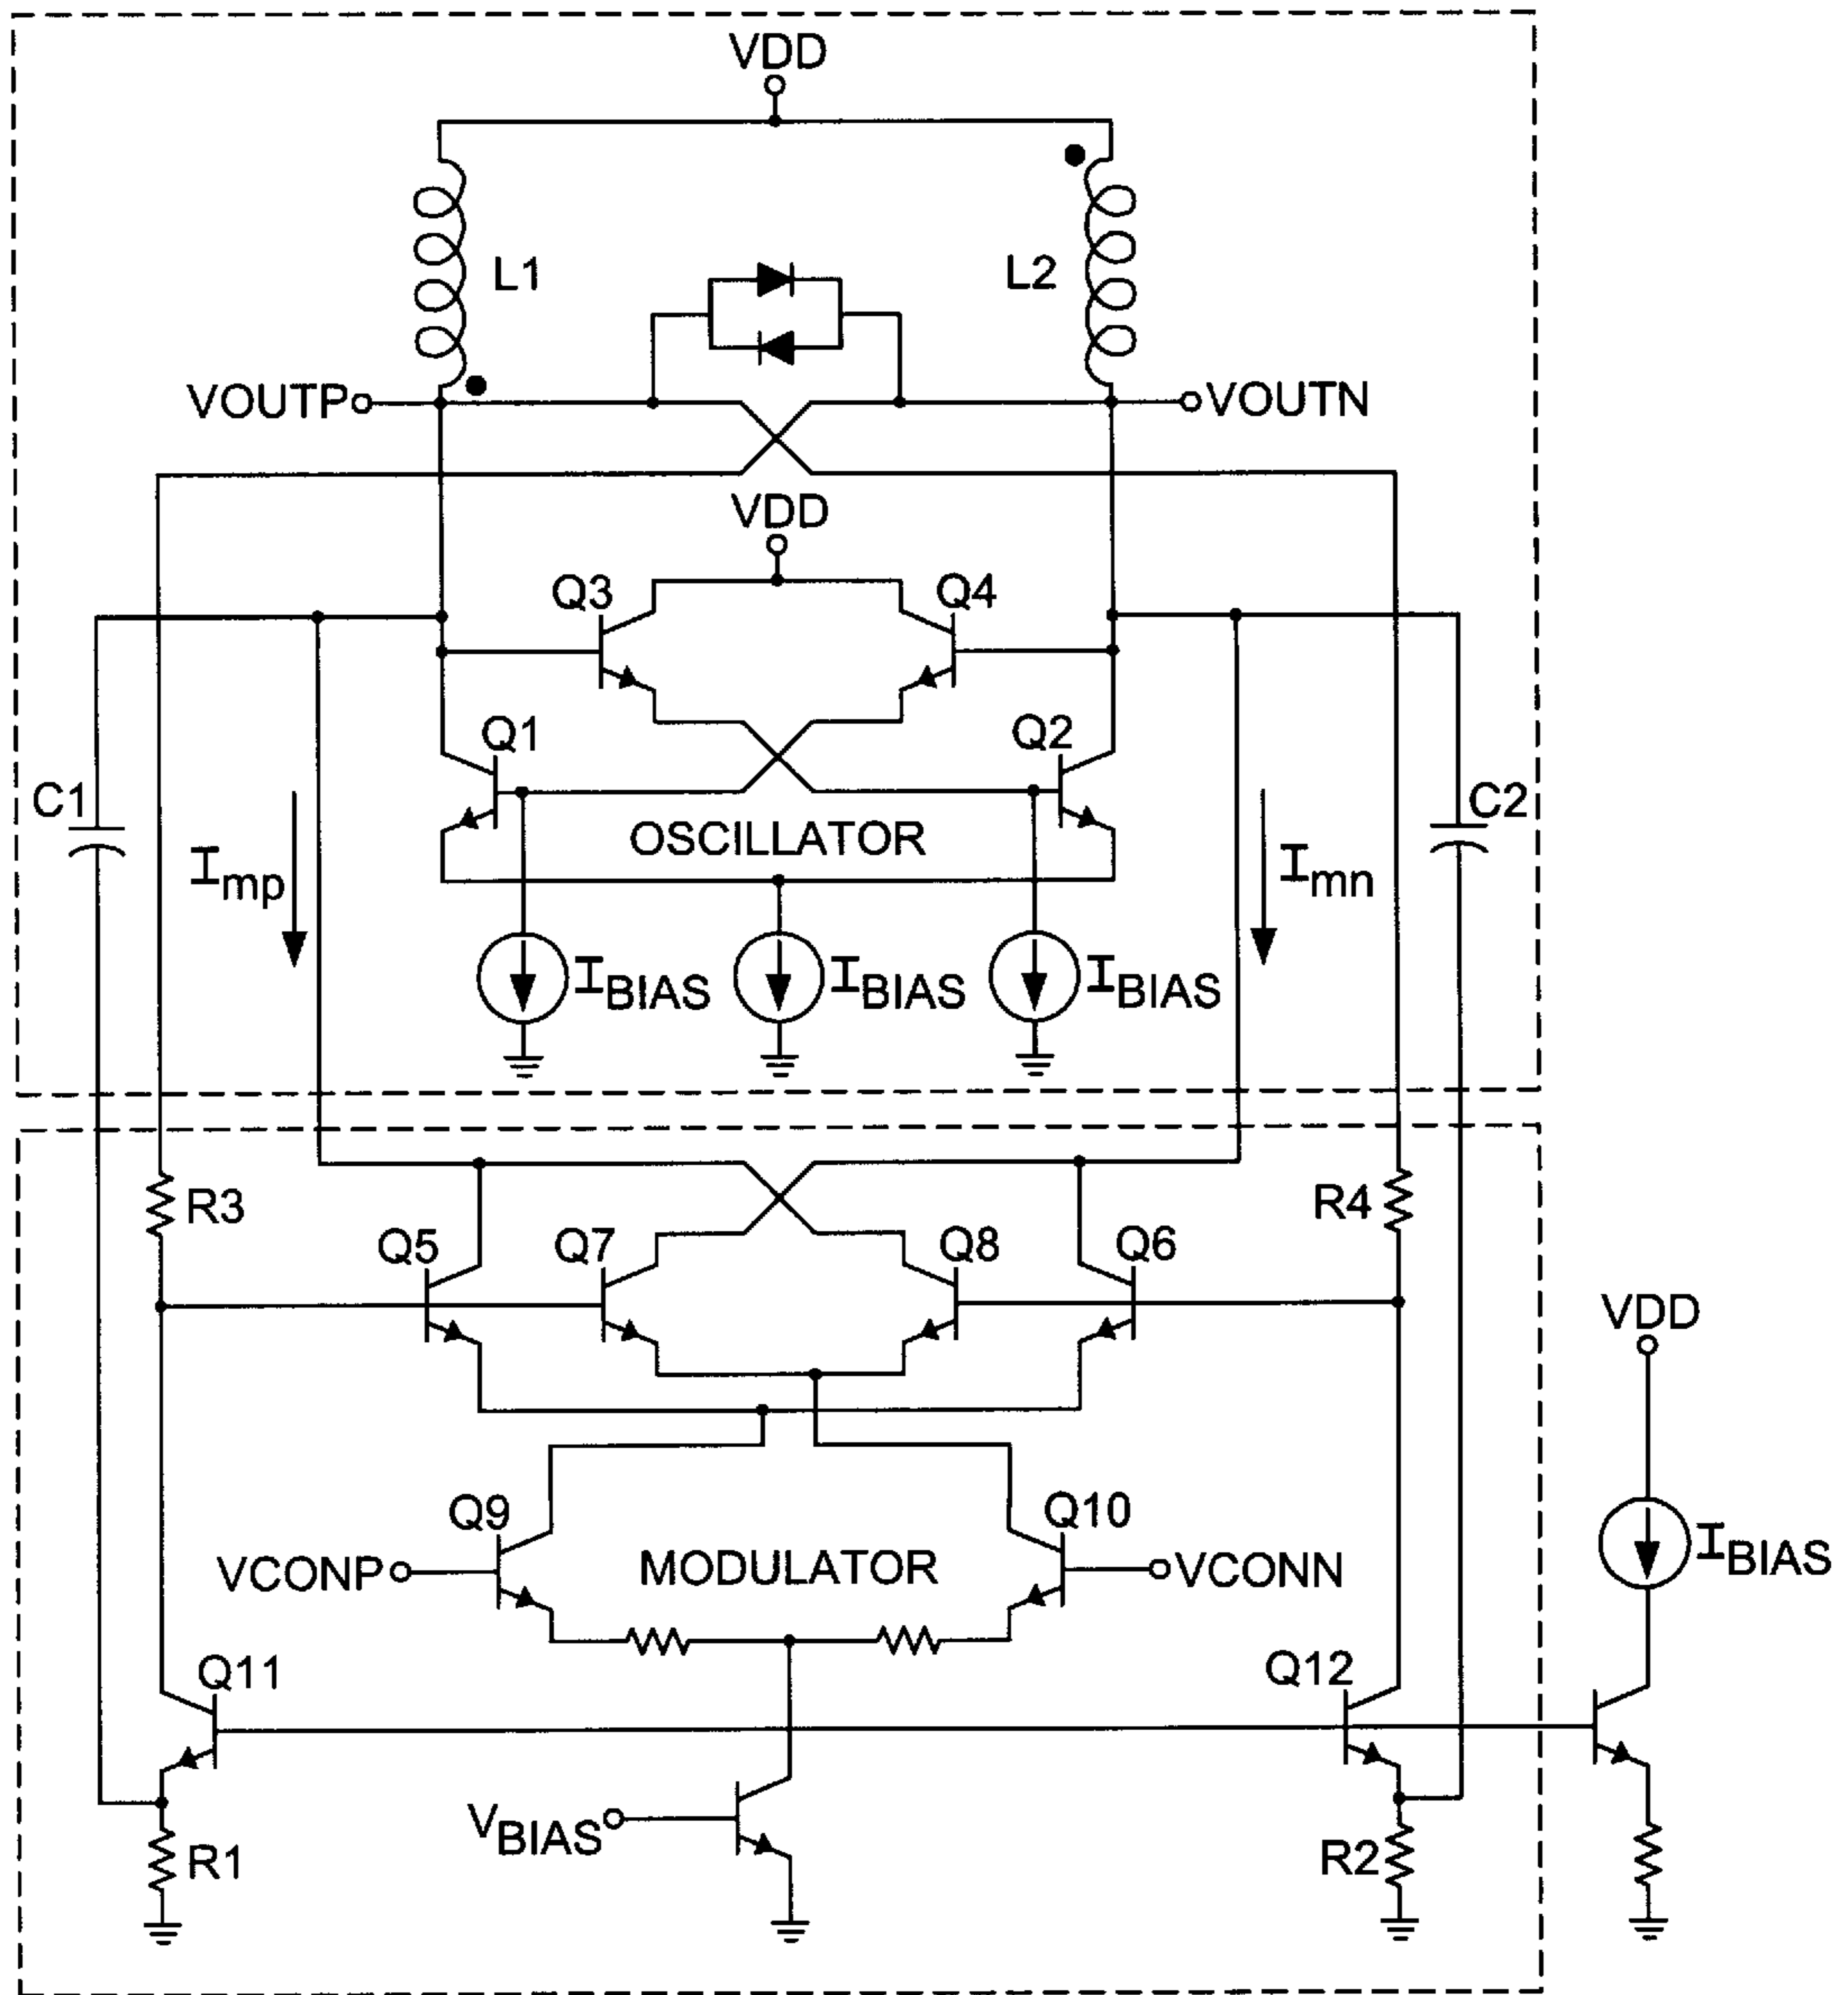 VDD
L1
L2
VOUTP
VOUTN
VDD
Q3
Q4
Q1
Q2
C1
C2
OSCILLATOR
Imp
Imn
IBIAS
IBIAS
IBIAS
R3
R4
Q5
Q7
Q8
Q6
VDD
Q9
Q10
VCONP
MODULATOR
VCONN
IBIAS
Q11
Q12
VBIAS
R1
R2